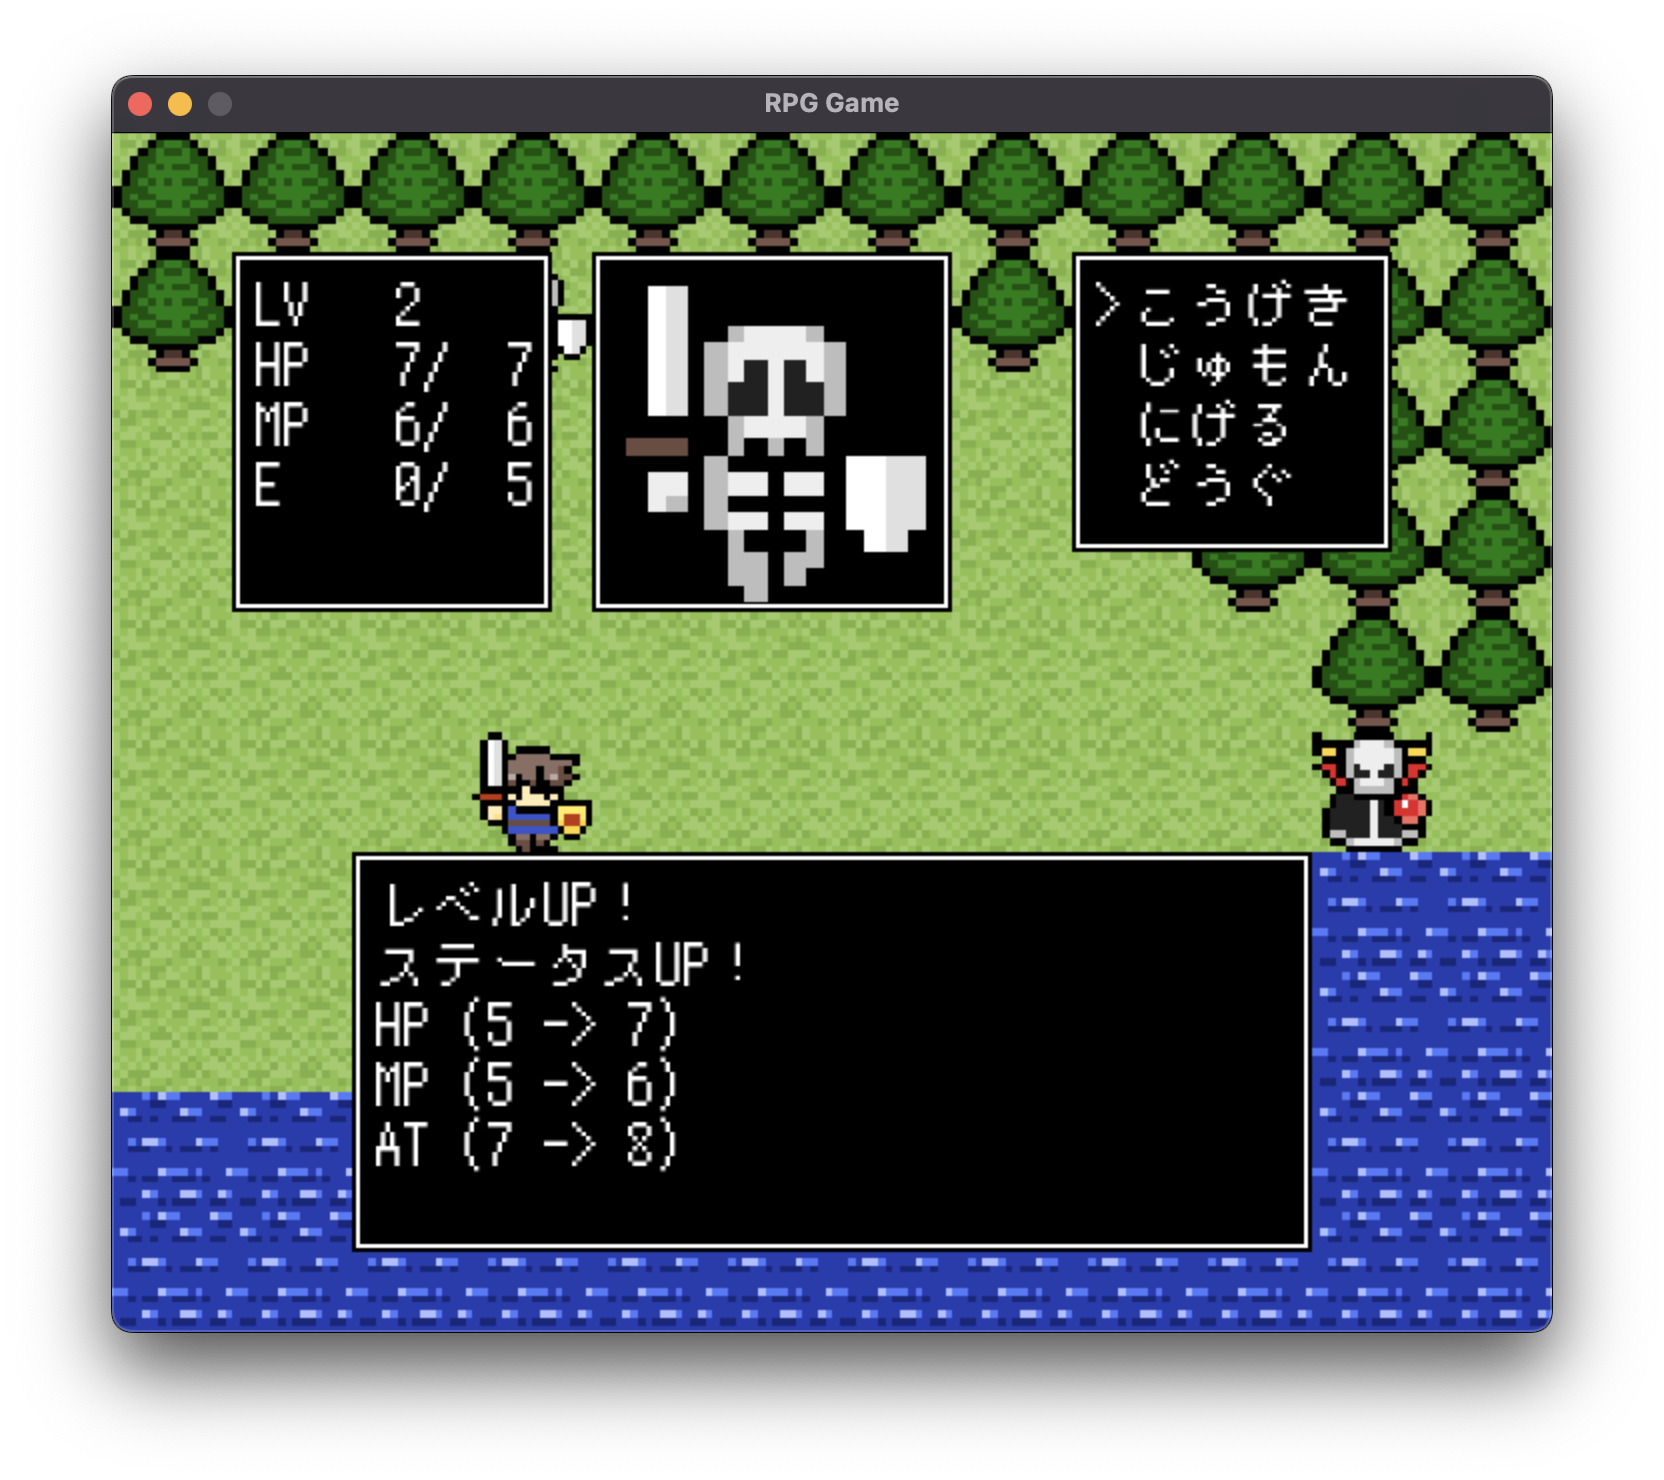 RPG Game
LV 2
HP 7/ 7
MP 6/ 6
E 0/ 5
>こうげき
じゅもん
にげる
どうぐ
レベルUP！
ステータスUP！
HP (5 -> 7)
MP (5 -> 6)
AT (7 -> 8)